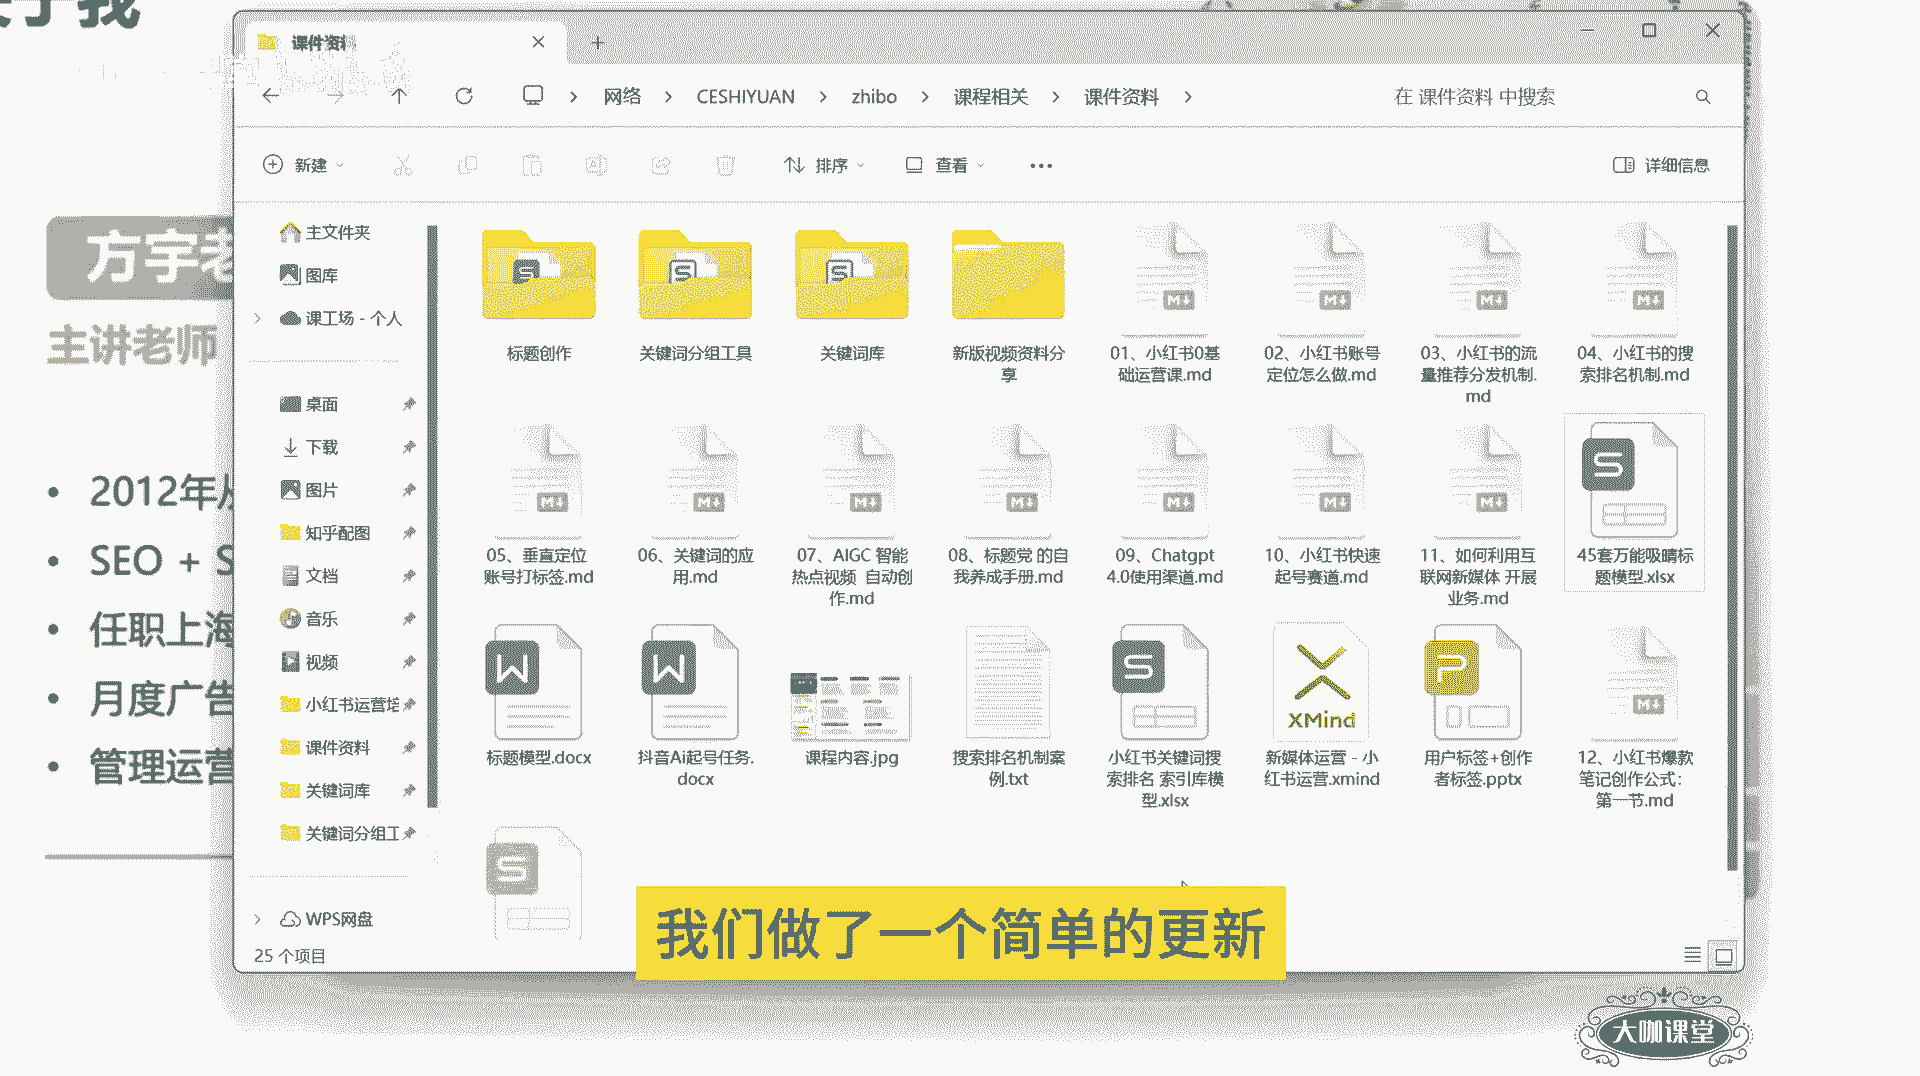 课件资料
网络
CESHIYUAN
zhibo
课程相关
课件资料
在 课件资料 中搜索
新建
排序
查看
详细信息
方宇老
主讲老师
2012年从
SEO + S
任职上海
月度广告
管理运营
主文件夹
图库
课工场 - 个人
桌面
下载
图片
知乎配图
文档
音乐
视频
小红书运营培
课件资料
关键词库
关键词分组工
WPS网盘
25 个项目
标题创作
关键词分组工具
关键词库
新版视频资料分
享
01、小红书0基
础运营课.md
02、小红书账号
定位怎么做.md
03、小红书的流
量推荐分发机制.
md
04、小红书的搜
索排名机制.md
05、垂直定位
账号打标签.md
06、关键词的应
用.md
07、AIGC 智能
热点视频 自动创
作.md
08、标题党 的自
我养成手册.md
09、Chatgpt
4.0使用渠道.md
10、小红书快速
起号赛道.md
11、如何利用互
联网新媒体 开展
业务.md
45套万能吸睛标
题模型.xlsx
标题模型.docx
抖音Ai起号任务.
docx
课程内容.jpg
搜索排名机制案
例.txt
小红书关键词搜
索排名 索引库模
型.xlsx
XMind
新媒体运营 - 小
红书运营.xmind
用户标签+创作
者标签.pptx
12、小红书爆款
笔记创作公式：
第一节.md
我们做了一个简单的更新
大咖课堂